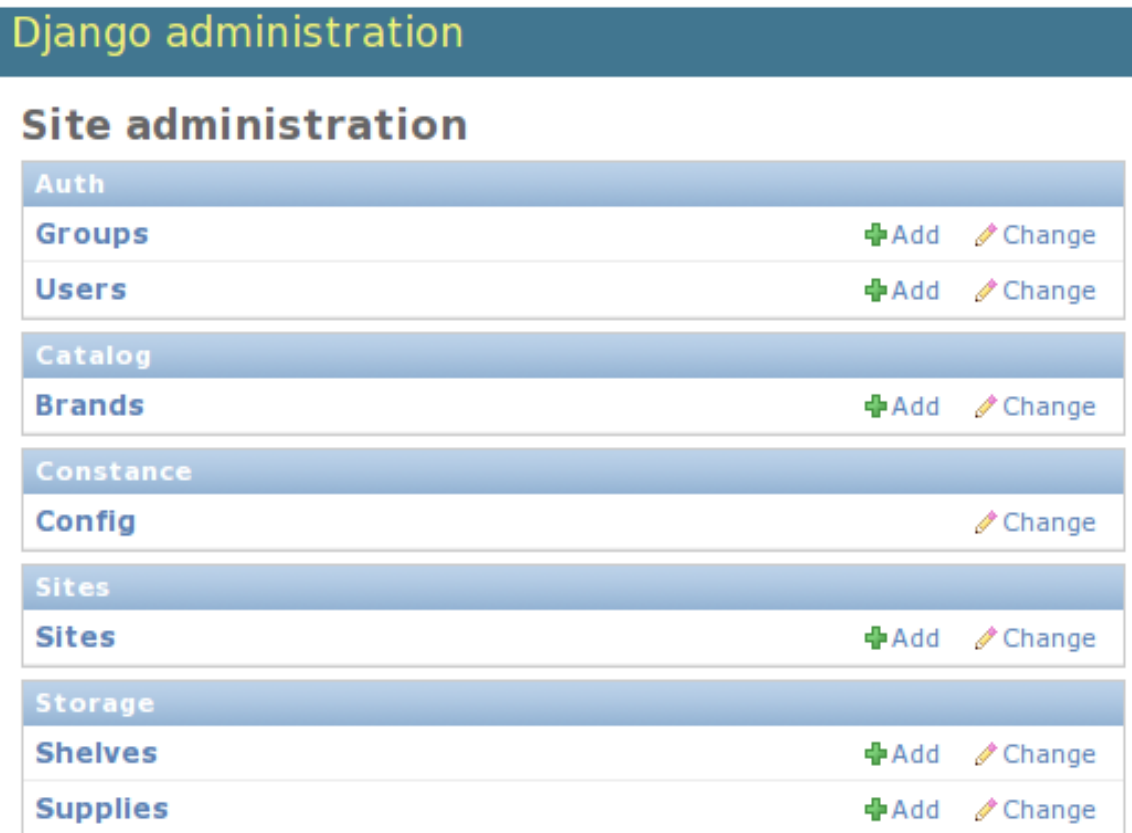 Django administration
Site administration
Auth
Groups Add Change
Users Add Change
Catalog
Brands Add Change
Constance
Config Change
Sites
Sites Add Change
Storage
Shelves Add Change
Supplies Add Change